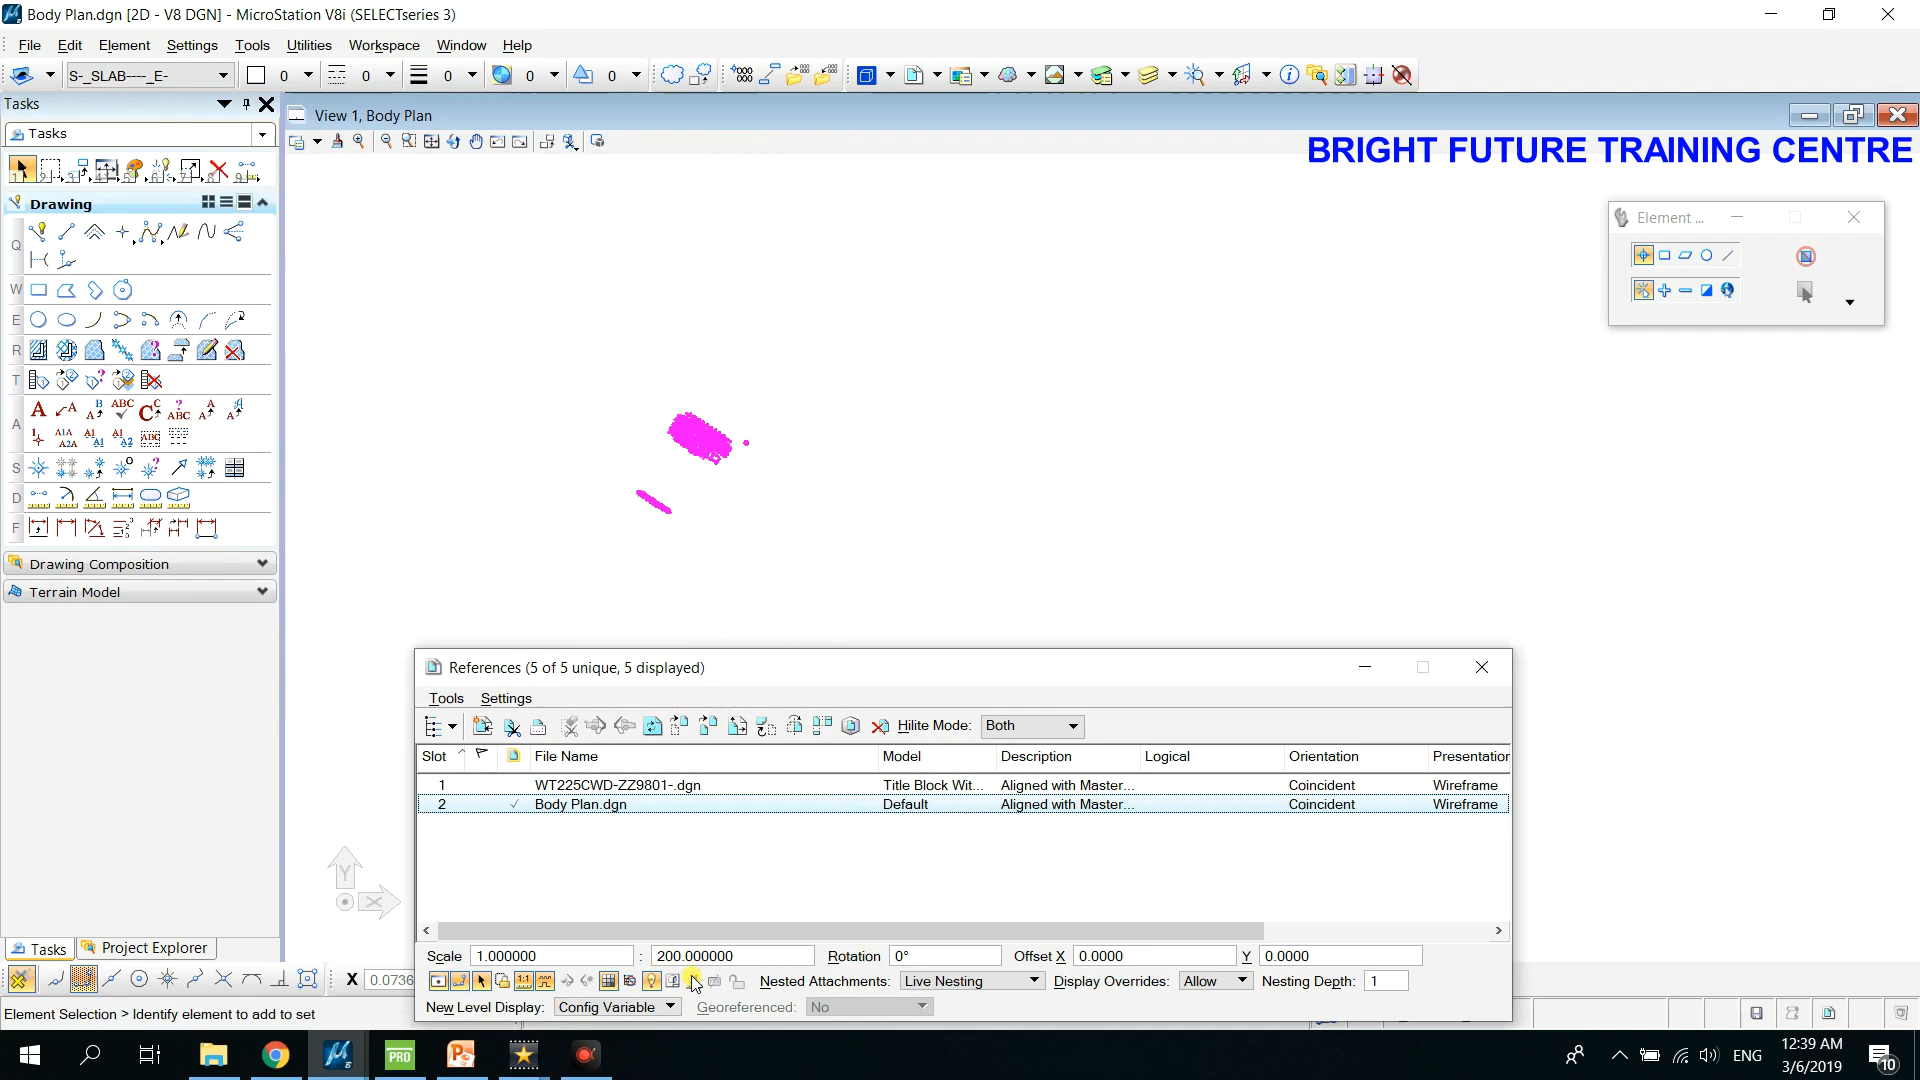 Body Plan.dgn [2D - V8 DGN] - MicroStation V8i (SELECTseries 3)
File Edit Element Settings Tools Utilities Workspace Window Help
S-_SLAB----_E- 0 0 0 0 0
Tasks
View 1, Body Plan
Tasks
BRIGHT FUTURE TRAINING CENTRE
Element ...
Drawing
Q
W
E
R
T
A
S
D
F
Drawing Composition
Terrain Model
References (5 of 5 unique, 5 displayed)
Tools Settings
Hilite Mode: Both
Slot File Name Model Description Logical Orientation Presentation
1 WT225CWD-ZZ9801-.dgn Title Block Wit... Aligned with Master... Coincident Wireframe
2 Body Plan.dgn Default Aligned with Master... Coincident Wireframe
Y
X
Scale 1.000000 : 200.000000 Rotation 0° Offset X 0.0000 Y 0.0000
Nested Attachments: Live Nesting Display Overrides: Allow Nesting Depth: 1
New Level Display: Config Variable Georeferenced: No
Tasks Project Explorer
X 0.0736
Element Selection > Identify element to add to set
PRO
ENG
12:39 AM
3/6/2019
10